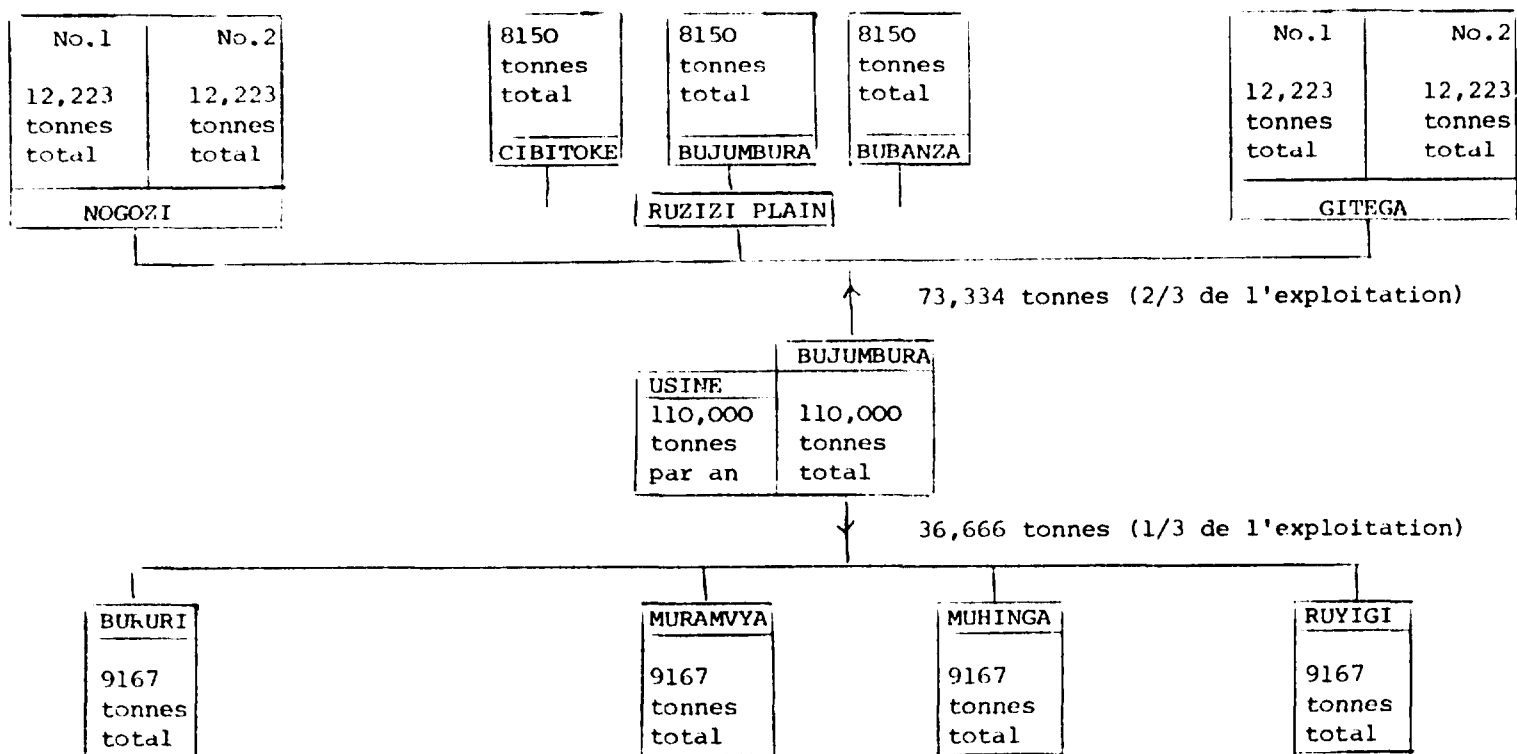 No.1 No.2
12,223 12,223
tonnes tonnes
total total
NOGOZI
8150
tonnes
total
CIBITOKE
8150
tonnes
total
BUJUMBURA
8150
tonnes
total
BUBANZA
RUZIZI PLAIN
No.1 No.2
12,223 12,223
tonnes tonnes
total total
GITEGA
73,334 tonnes (2/3 de l'exploitation)
BUJUMBURA
USINE
110,000 110,000
tonnes tonnes
par an total
36,666 tonnes (1/3 de l'exploitation)
BURURI
9167
tonnes
total
MURAMVYA
9167
tonnes
total
MUHINGA
9167
tonnes
total
RUYIGI
9167
tonnes
total